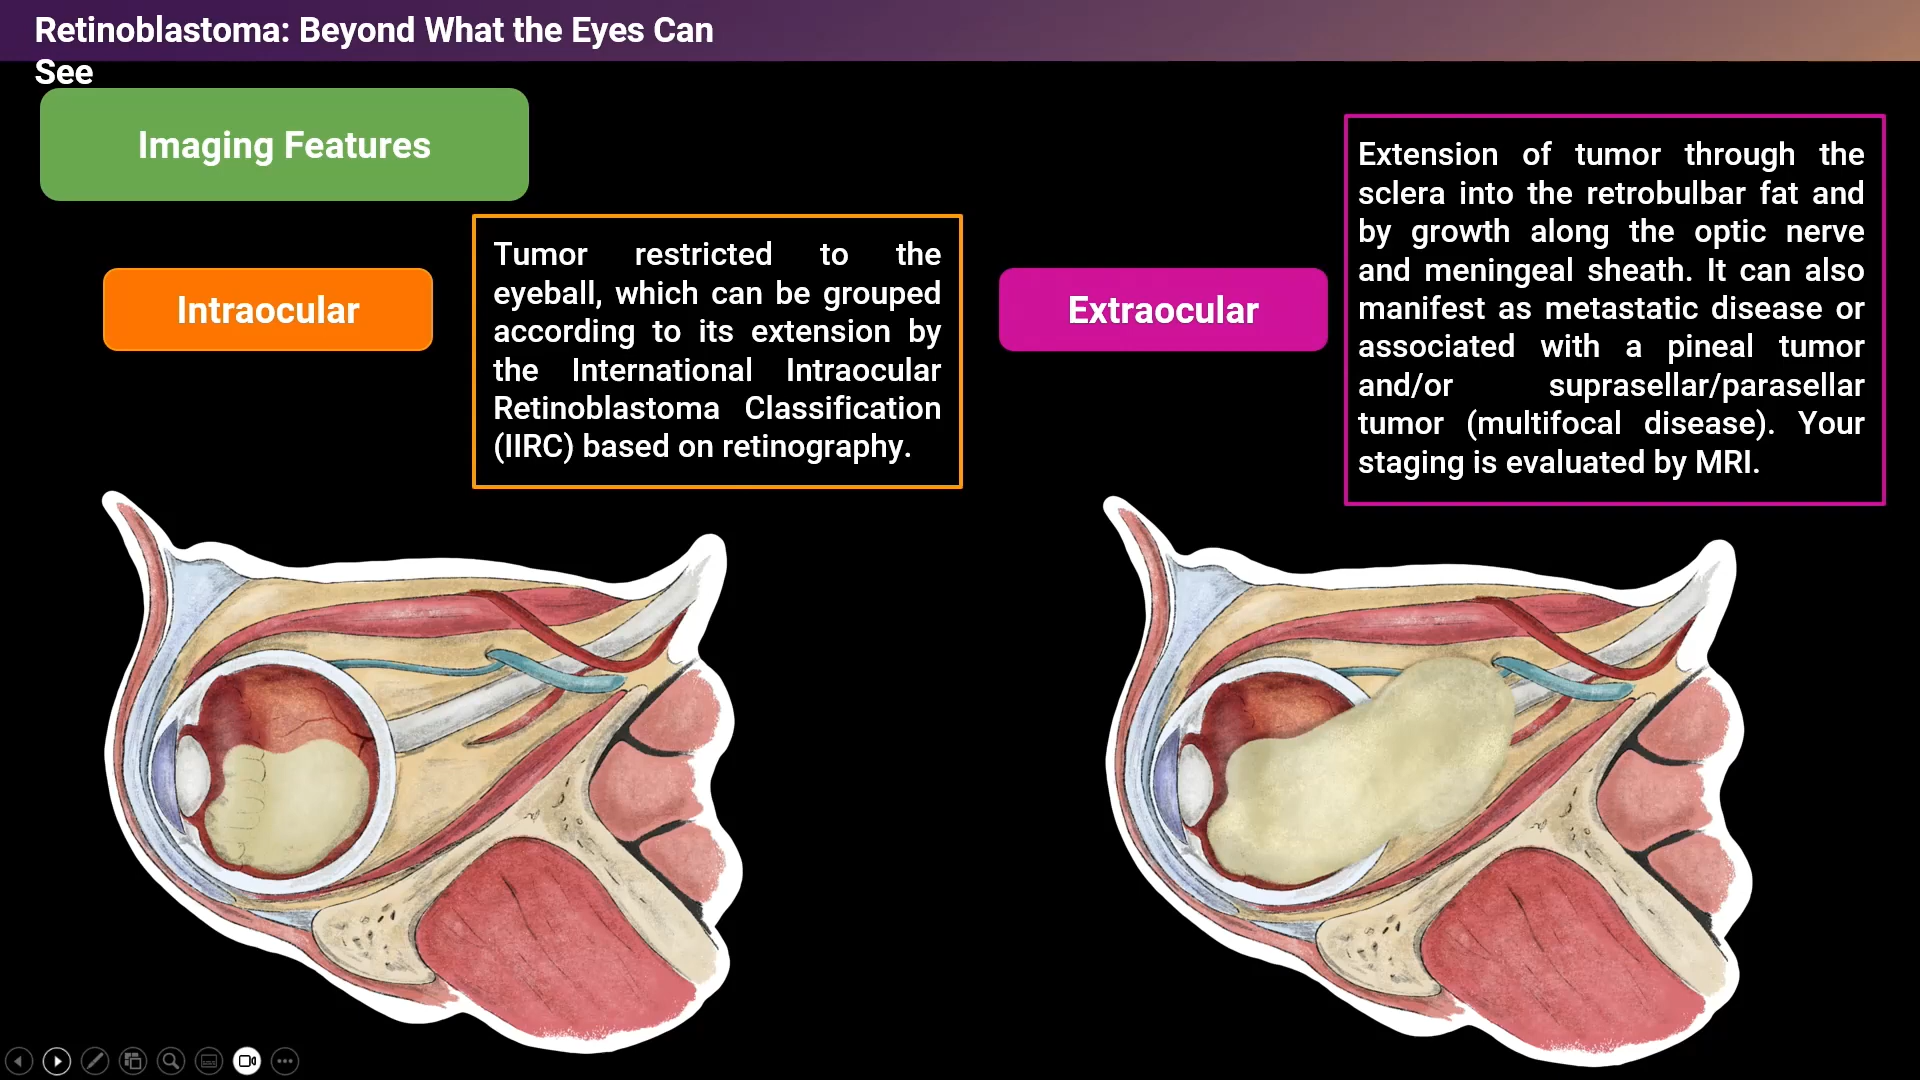 Retinoblastoma: Beyond What the Eyes Can
See
Imaging Features
Intraocular
Tumor restricted to the
eyeball, which can be grouped
according to its extension by
the International Intraocular
Retinoblastoma Classification
(IIRC) based on retinography.
Extraocular
Extension of tumor through the
sclera into the retrobulbar fat and
by growth along the optic nerve
and meningeal sheath. It can also
manifest as metastatic disease or
associated with a pineal tumor
and/or suprasellar/parasellar
tumor (multifocal disease). Your
staging is evaluated by MRI.